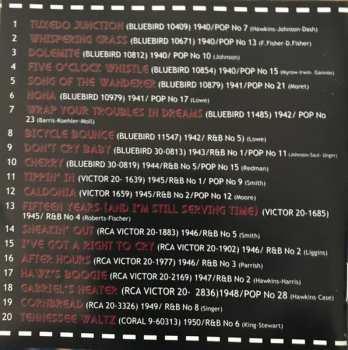 1 TUXEDO JUNCTION (BLUEBIRD 10409) 1940/POP No 7 (Hawkins-Johnson-Dash)
2 WHISPERING GRASS (BLUEBIRD 10671) 1940/POP No 13 (F.Fisher-D.Fisher)
3 DOLEMITE (BLUEBIRD 10812) 1940/ POP No 10 (Johnson)
4 FIVE O'CLOCK WHISTLE (BLUEBIRD 10854) 1940/POP No 15 (Myrow-Irwin- Gannon)
5 SONG OF THE WANDERER (BLUEBIRD 10879) 1941/POP No 21 (Moret)
6 NONA (BLUEBIRD 10979) 1941/ POP No 17 (Lowe)
7 WRAP YOUR TROUBLES IN DREAMS (BLUEBIRD 11485) 1942/ POP No
23 (Barris-Koehler-Moll)
8 BICYCLE BOUNCE (BLUEBIRD 11547) 1942/ R&B No 5) (Lowe)
9 DON'T CRY BABY (BLUEBIRD 30-0813) 1943/R&B No 1/POP No 11 (Johnson-Saul- Unger)
10 CHERRY (BLUEBIRD 30-0819) 1944/R&B No 5/POP No 15 (Redman)
11 TIPPIN' IN (VICTOR 20- 1639) 1945/R&B No 1/ POP No 9 (Smith)
12 CALDONIA (VICTOR 1659) 1945/R&B No 2/POP No 12 (Moore)
13 FIFTEEN YEARS (AND I'M STILL SERVING TIME) (VICTOR 20-1685)
1945/ R&B No 4 (Roberts-Fischer)
14 SNEAKIN' OUT (RCA VICTOR 20-1883) 1946/R&B No 5 (Smith)
15 I'VE GOT A RIGHT TO CRY (RCA VICTOR 20-1902) 1946/ R&B No 2 (Liggins)
16 AFTER HOURS (RCA VICTOR 20-1977) 1946/ R&B No 3 (Parrish)
17 HAWK'S BOOGIE (RCA VICTOR 20-2169) 1947/R&B No 2 (Hawkins-Harris)
18 GABRIEL'S HEATER (RCA VICTOR 20- 2836)1948/POP No 28 (Hawkins Case)
19 CORNBREAD (RCA 20-3326) 1949/ R&B No 8 (Singer)
20 TENNESSEE WALTZ (CORAL 9-60313) 1950/R&B No 6 (King-Stewart)